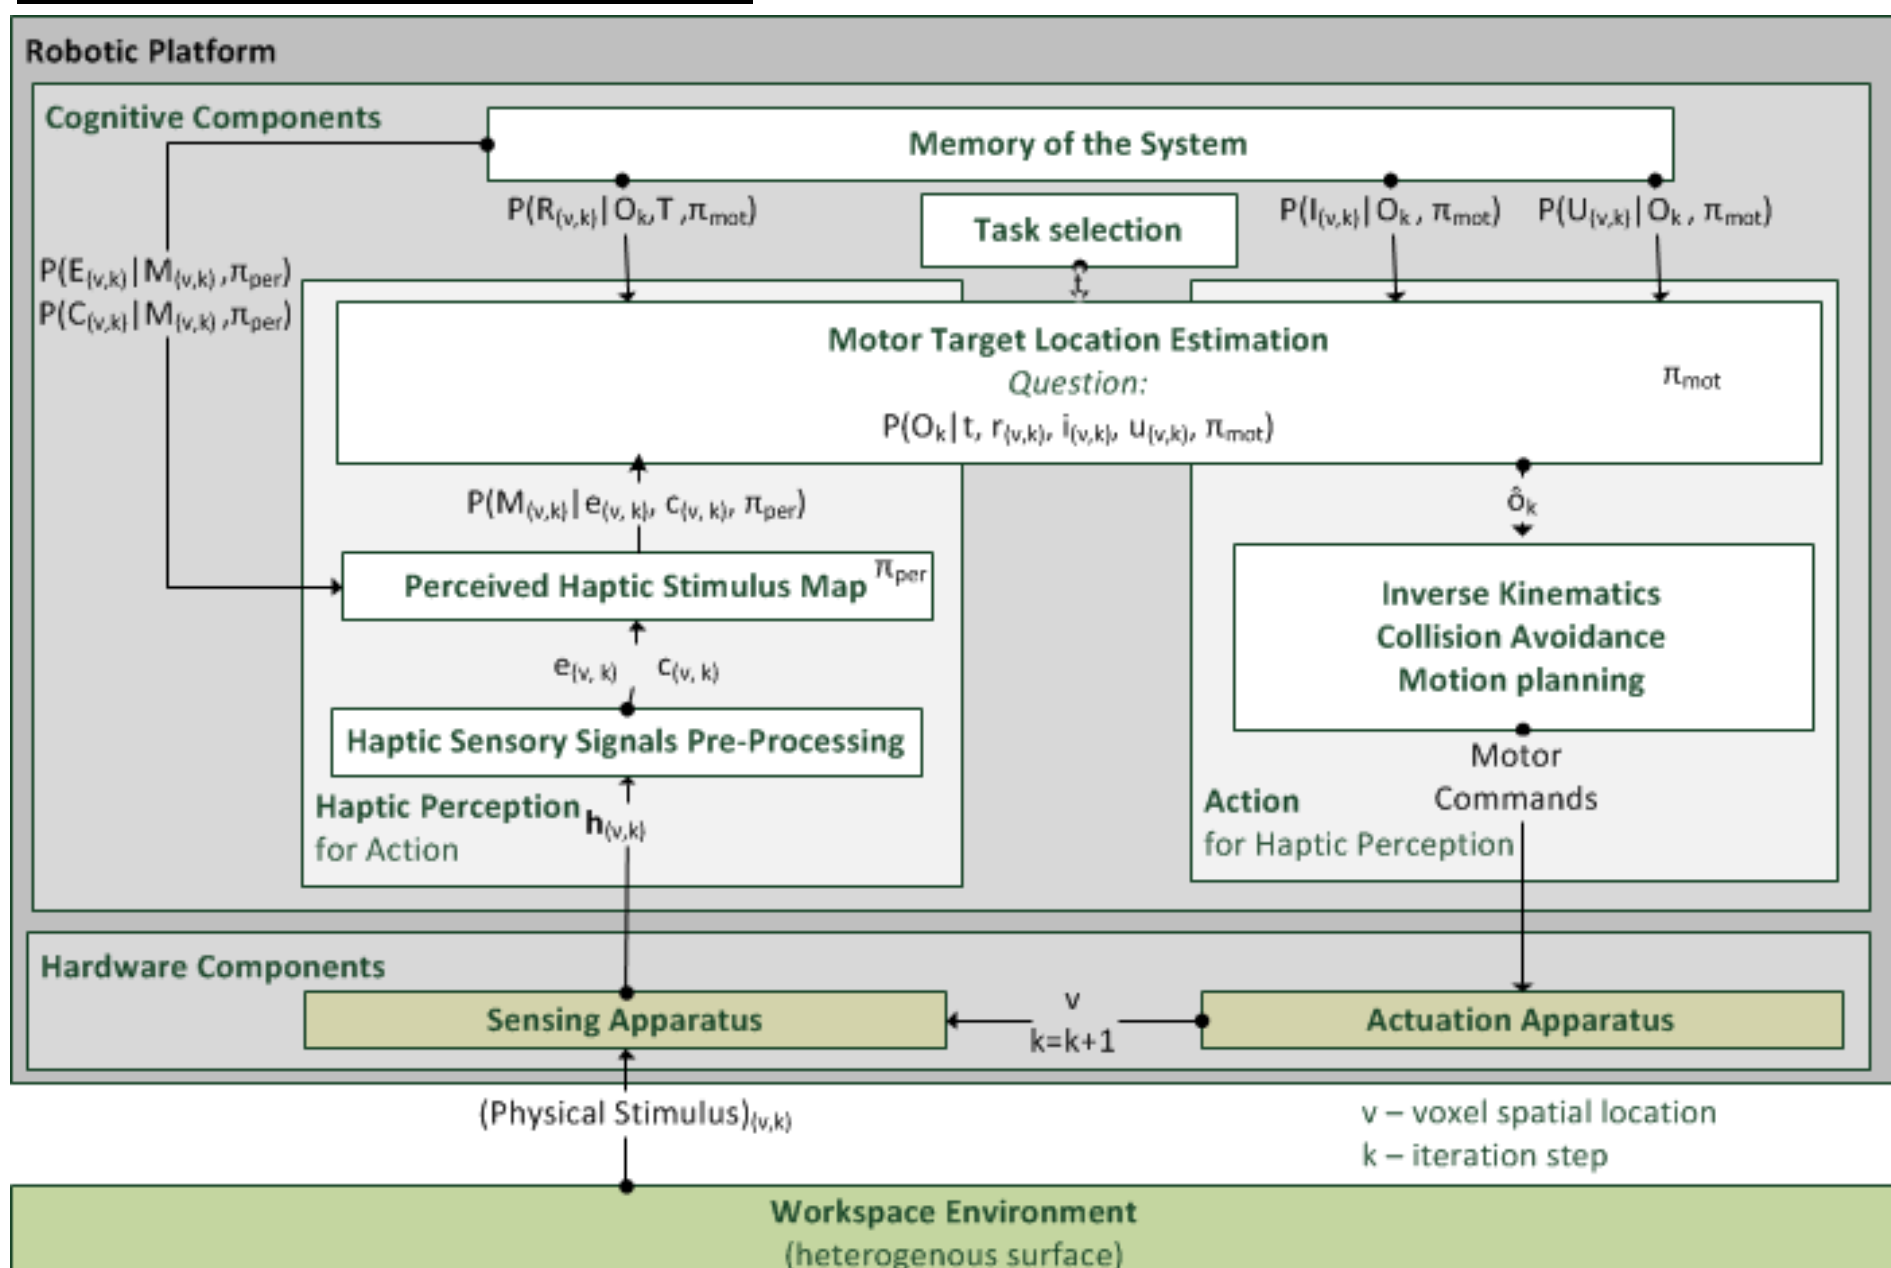 Robotic Platform
Cognitive Components
Memory of the System
P(R(v,k)|Ok,T,πmot)
Task selection
P(I(v,k)|Ok, πmot)
P(U(v,k)|Ok, πmot)
P(E(v,k)|M(v,k),πper)
P(C(v,k)|M(v,k),πper)
t
Motor Target Location Estimation
Question:
πmot
P(Ok|t, r(v,k), i(v,k), u(v,k), πmot)
P(M(v,k)|e(v, k), c(v, k), πper)
ôk
Perceived Haptic Stimulus Map
πper
Inverse Kinematics
Collision Avoidance
Motion planning
e(v, k) c(v, k)
Haptic Sensory Signals Pre-Processing
Motor
Commands
Haptic Perception
for Action
h(v,k)
Action
for Haptic Perception
Hardware Components
Sensing Apparatus
v
k=k+1
Actuation Apparatus
(Physical Stimulus)(v,k)
v – voxel spatial location
k – iteration step
Workspace Environment
(heterogenous surface)